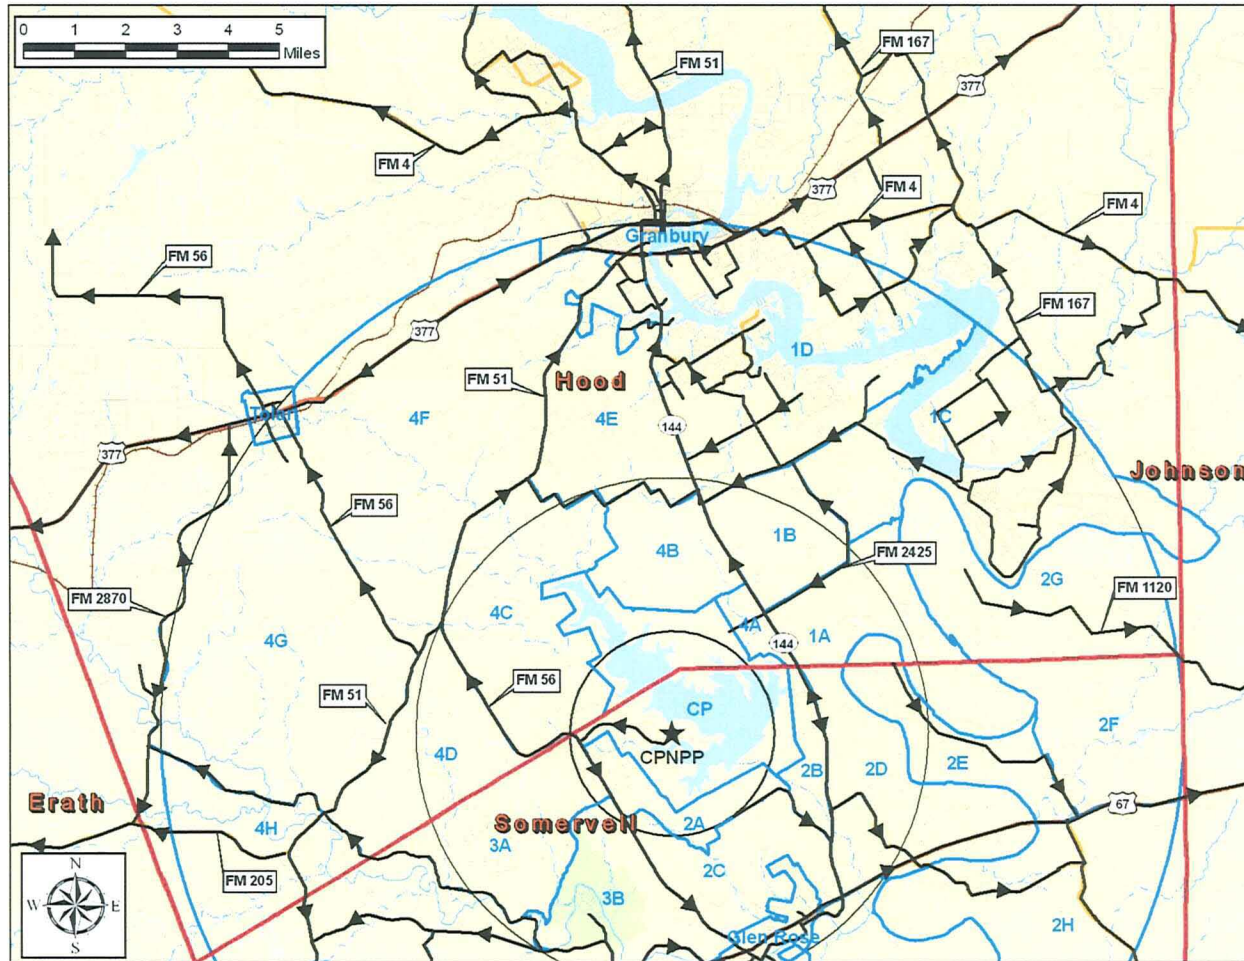 0 1 2 3 4 5
Miles
FM 167
FM 51
377
FM 4
377
FM 4
FM 4
Granbury
FM 56
FM 167
377
1D
FM 51
Hood
4F
4E
Tolar
144
1C
377
Johnson
FM 56
4B
1B
FM 2425
2G
FM 2870
4C
FM 1120
4A
1A
4G
144
FM 56
FM 51
CP
2F
4D
CPNPP
2B
2D
2E
Erath
67
Somervell
2A
4H
3A
2C
FM 205
3B
N
W E
S
Glen Rose
2H